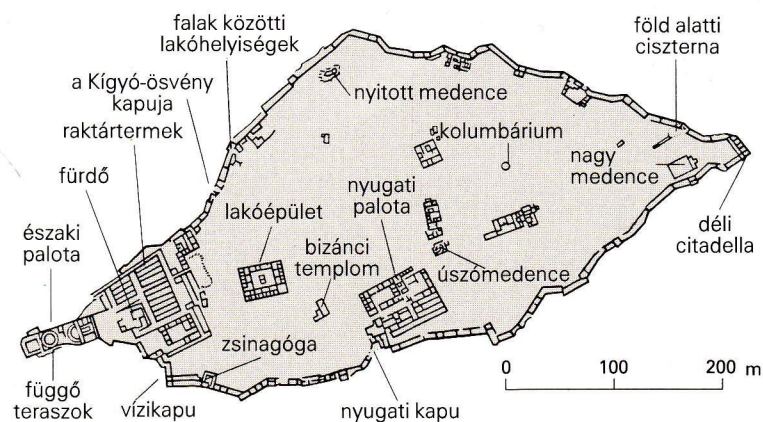 falak közötti
lakóhelyiségek
föld alatti
ciszterna
a Kígyó-ösvény
kapuja
nyitott medence
raktártermek
kolumbárium
nagy
medence
fürdő
nyugati
palota
lakóépület
északi
palota
bizánci
templom
déli
citadella
úszómedence
zsinagóga
függő
teraszok
vízikapu
nyugati kapu
0 100 200 m